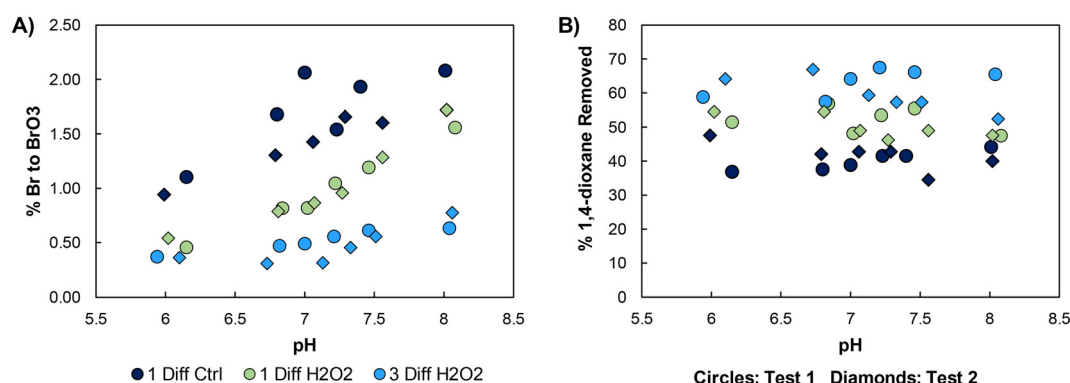 A)
% Br to BrO3
2.50
2.00
1.50
1.00
0.50
0.00
5.5 6 6.5 7 7.5 8 8.5
pH
1 Diff Ctrl 1 Diff H2O2 3 Diff H2O2
B)
% 1,4-dioxane Removed
80
70
60
50
40
30
20
10
0
5.5 6 6.5 7 7.5 8 8.5
pH
Circles: Test 1 Diamonds: Test 2